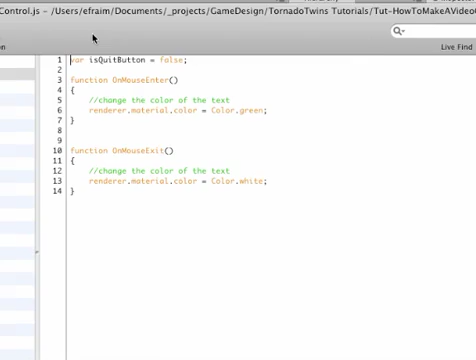 Control.js – /Users/efraim/Documents/_projects/GameDesign/TornadoTwins Tutorials/Tut-HowToMakeAVideoG
Live Find
1 var isQuitButton = false;
2
3 function OnMouseEnter()
4 {
5 //change the color of the text
6 renderer.material.color = Color.green;
7 }
8
9
10 function OnMouseExit()
11 {
12 //change the color of the text
13 renderer.material.color = Color.white;
14 }